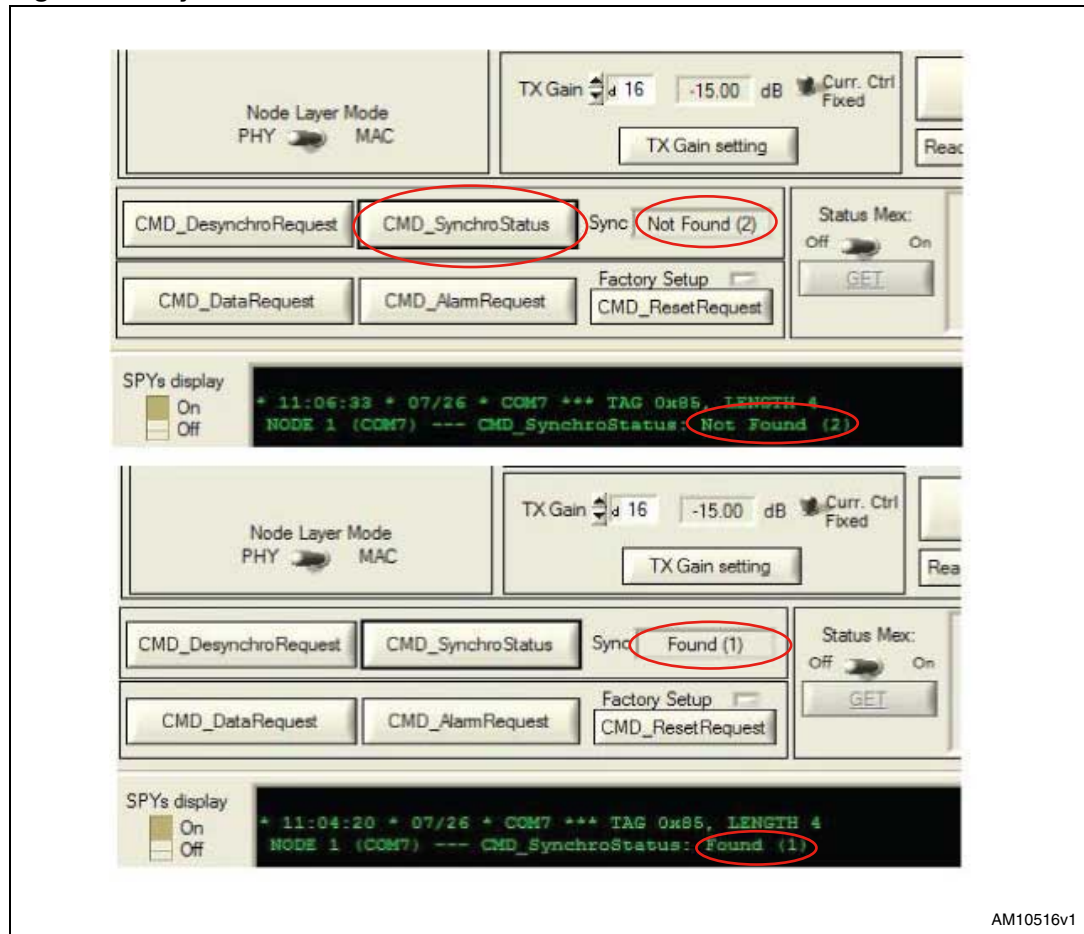 TX Gain d 16 -15.00 dB Curr. Ctrl
Fixed
Node Layer Mode
PHY MAC
TX Gain setting
CMD_DesynchroRequest CMD_SynchroStatus Sync Not Found (2) Status Mex:
Off On
GET
Factory Setup
CMD_DataRequest CMD_AlarmRequest CMD_ResetRequest
SPYs display
On
Off
* 11:06:33 * 07/26 * COM7 *** TAG 0x85, LENGTH 4
NODE 1 (COM7) --- CMD_SynchroStatus: Not Found (2)
TX Gain d 16 -15.00 dB Curr. Ctrl
Fixed
Node Layer Mode
PHY MAC
TX Gain setting
CMD_DesynchroRequest CMD_SynchroStatus Sync Found (1) Status Mex:
Off On
GET
Factory Setup
CMD_DataRequest CMD_AlarmRequest CMD_ResetRequest
SPYs display
On
Off
* 11:04:20 * 07/26 * COM7 *** TAG 0x85, LENGTH 4
NODE 1 (COM7) --- CMD_SynchroStatus: Found (1)
AM10516v1